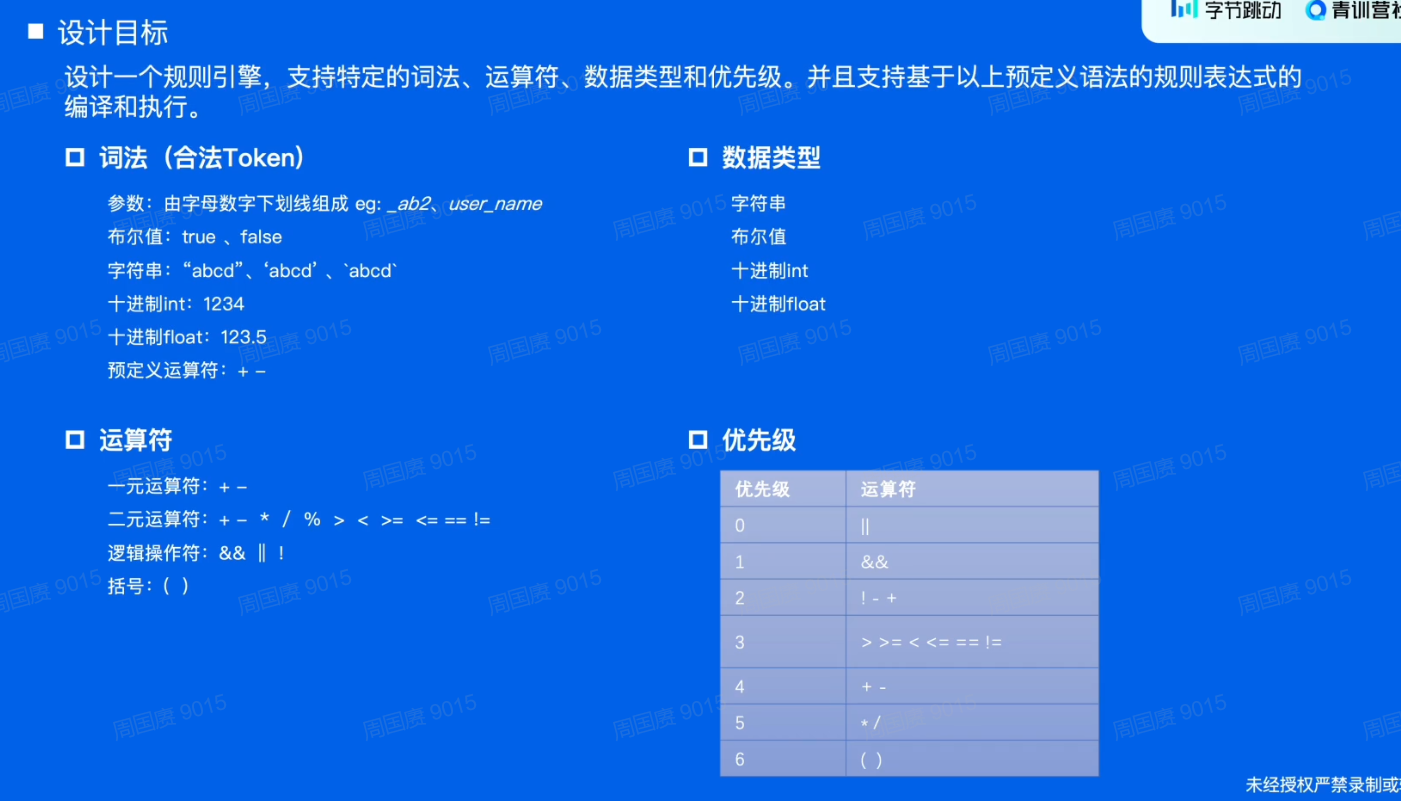 字节跳动 青训营社
设计目标
设计一个规则引擎，支持特定的词法、运算符、数据类型和优先级。并且支持基于以上预定义语法的规则表达式的
编译和执行。
词法（合法Token）
参数：由字母数字下划线组成 eg: _ab2、user_name
布尔值：true 、false
字符串：“abcd”、‘abcd’ 、`abcd`
十进制int：1234
十进制float：123.5
预定义运算符：+ –
数据类型
字符串
布尔值
十进制int
十进制float
运算符
一元运算符：+ –
二元运算符：+ – * / % > < >= <= == !=
逻辑操作符：&& || !
括号：( )
优先级
优先级 运算符
0 ||
1 &&
2 ! - +
3 > >= < <= == !=
4 + -
5 * /
6 ( )
周国赓 9015
未经授权严禁录制或